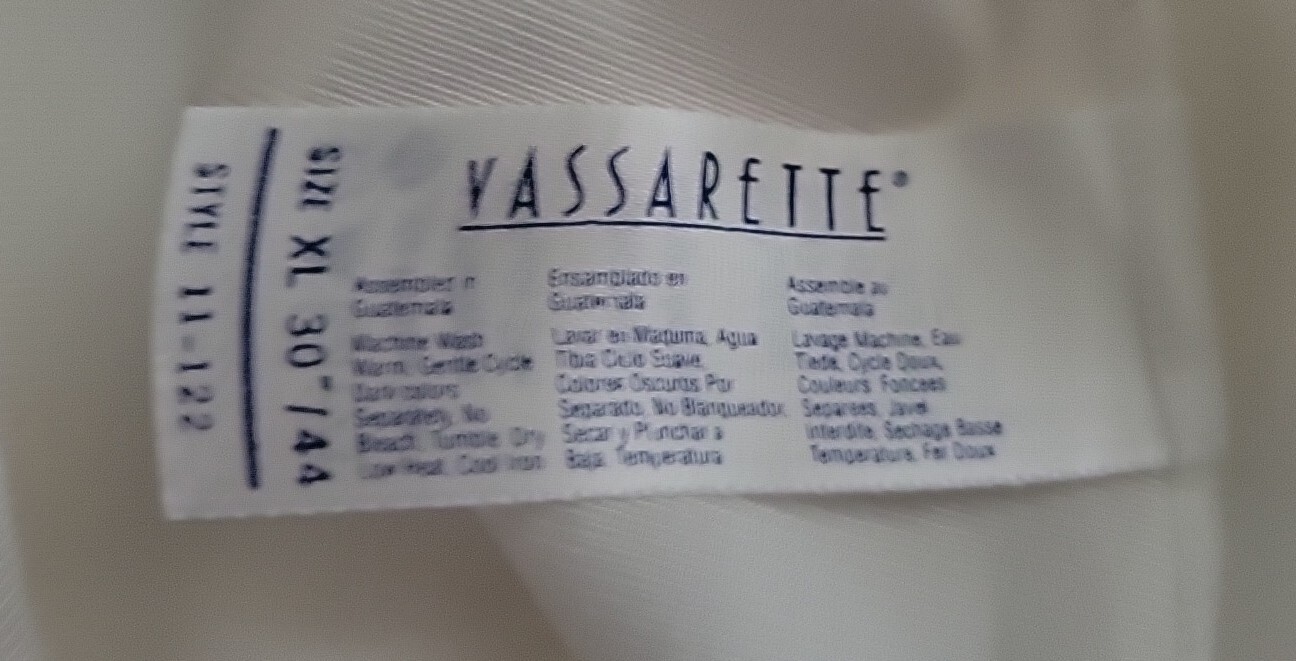 VASSARETTE®
STYLE 11-122
SIZE XL 30"/44
Assembled in
Guatemala
Machine Wash
Warm, Gentle Cycle
Dark colors
Separately, No
Bleach, Tumble Dry
Low Heat, Cool Iron
Ensamblado en
Guatemala
Lavar en Maquina, Agua
Tibia Ciclo Suave,
Colores Oscuros Por
Separado, No Blanqueador,
Secar y Planchar a
Baja Temperatura
Assemble au
Guatemala
Lavage Machine, Eau
Tiede, Cycle Doux,
Couleurs Foncees
Separees, Javel
Interdite, Sechage Basse
Temperature, Fer Doux